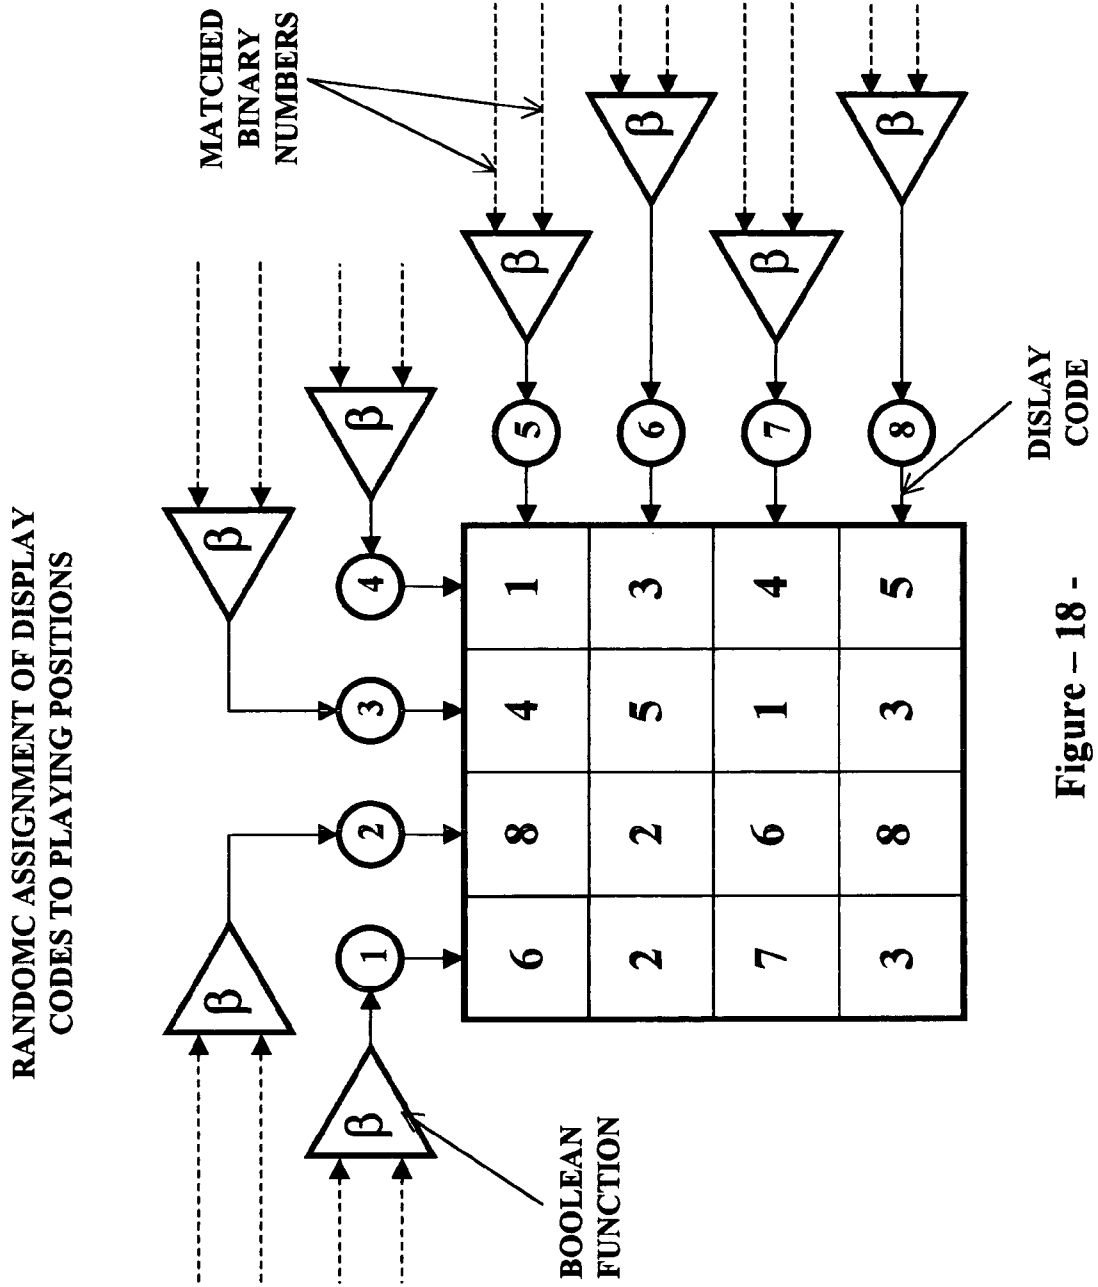 RANDOMC ASSIGNMENT OF DISPLAY
CODES TO PLAYING POSITIONS
MATCHED
BINARY
NUMBERS
β β
β 1 2 3 4 β
6 8 4 1 5 β
BOOLEAN
FUNCTION
2 2 5 3 6 β
7 6 1 4 7 β
3 8 3 5 8 β
DISLAY
CODE
Figure – 18 -